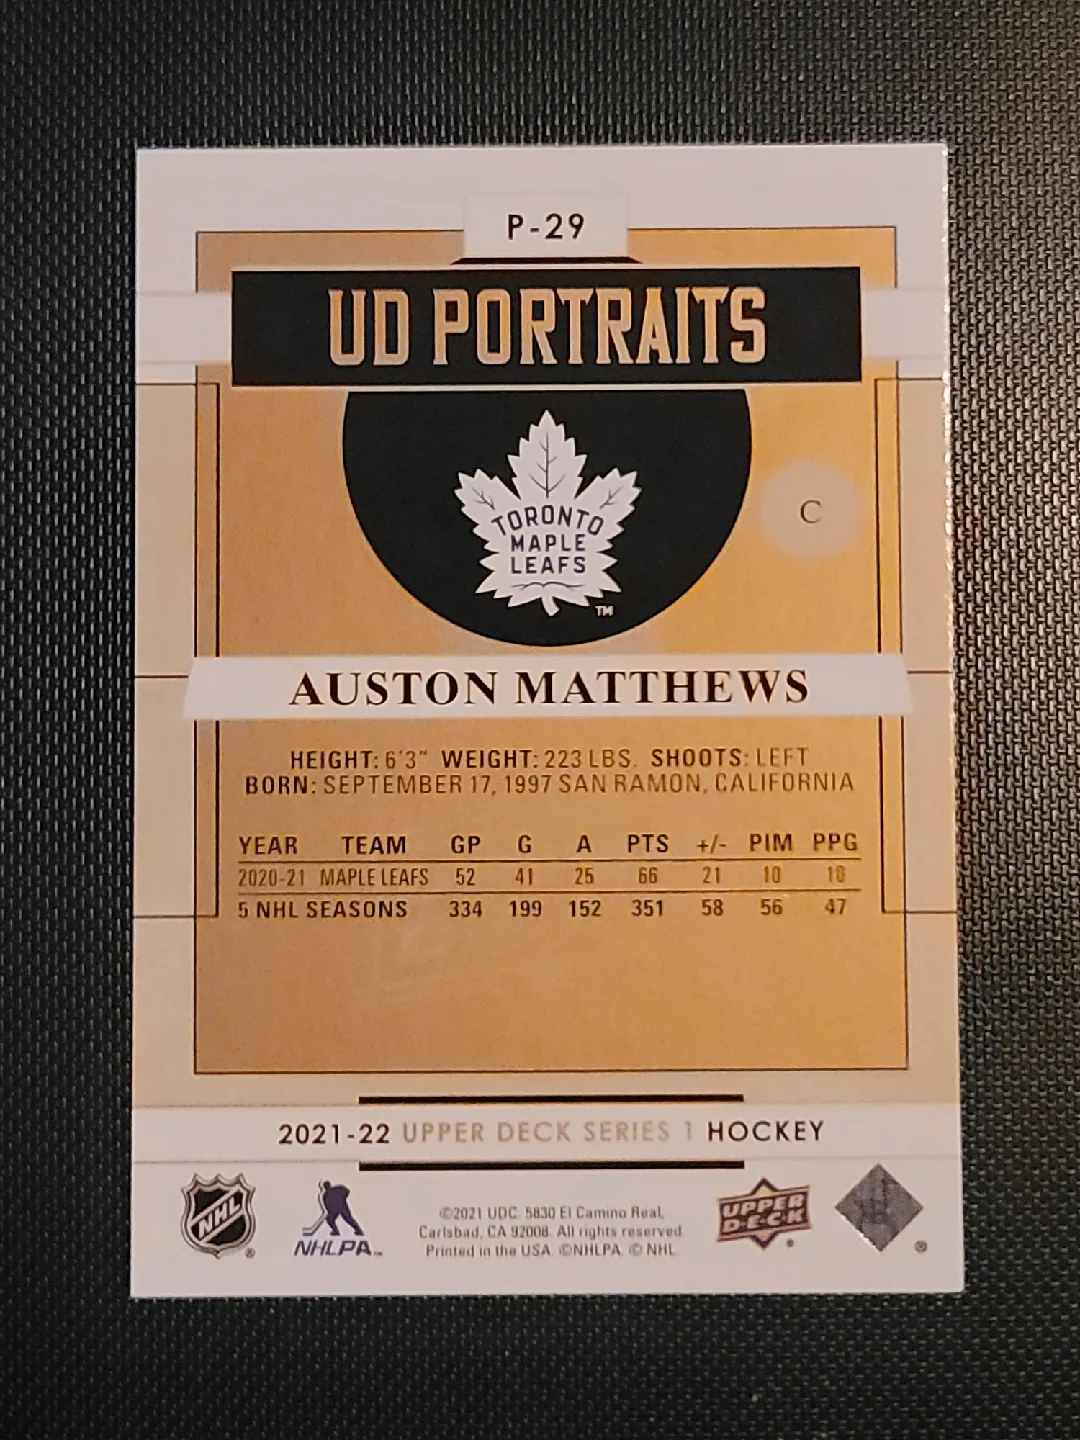 P-29
UD PORTRAITS
TORONTO
MAPLE
LEAFS
TM
C
AUSTON MATTHEWS
HEIGHT: 6'3" WEIGHT: 223 LBS. SHOOTS: LEFT
BORN: SEPTEMBER 17, 1997 SAN RAMON, CALIFORNIA
YEAR TEAM GP G A PTS +/- PIM PPG
2020-21 MAPLE LEAFS 52 41 25 66 21 10
5 NHL SEASONS 334 199 152 351 58 56 47
2021-22 UPPER DECK SERIES 1 HOCKEY
NHL ®
NHLPA™
©2021 UDC. 5830 El Camino Real,
Carlsbad, CA 92008. All rights reserved.
Printed in the USA. ©NHLPA. © NHL.
UPPER
DECK ®
®